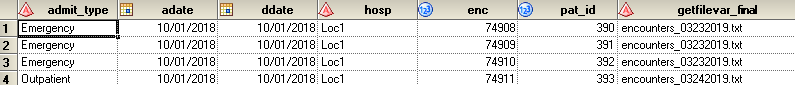 admit_type adate ddate hosp enc pat_id getfilevar_final
1 Emergency 10/01/2018 10/01/2018 Loc1 74908 390 encounters_03232019.txt
2 Emergency 10/01/2018 10/01/2018 Loc1 74909 391 encounters_03232019.txt
3 Emergency 10/01/2018 10/01/2018 Loc1 74910 392 encounters_03232019.txt
4 Outpatient 10/01/2018 10/01/2018 Loc1 74911 393 encounters_03242019.txt